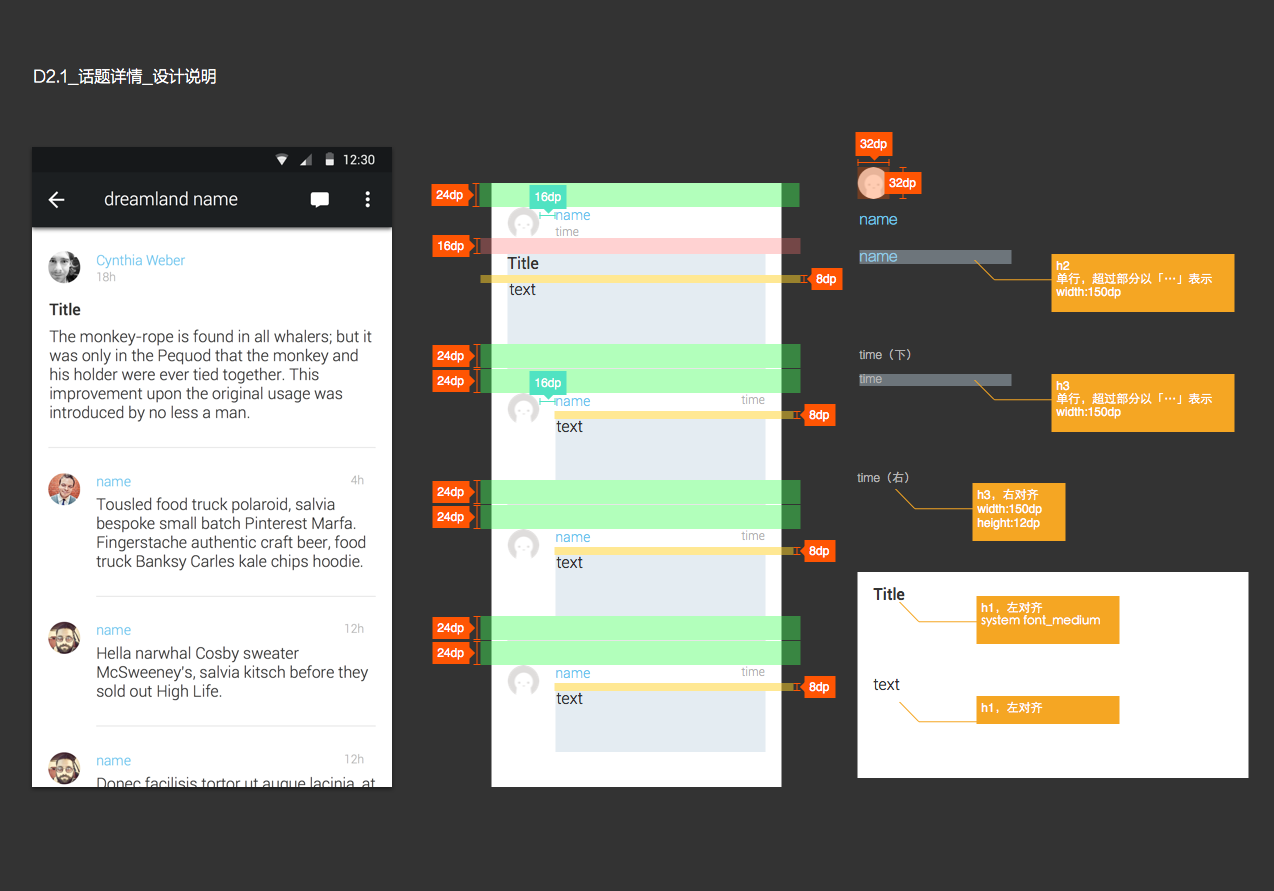 D2.1_话题详情_设计说明
12:30
dreamland name
Cynthia Weber
18h
Title
The monkey-rope is found in all whalers; but it
was only in the Pequod that the monkey and
his holder were ever tied together. This
improvement upon the original usage was
introduced by no less a man.
name
4h
Tousled food truck polaroid, salvia
bespoke small batch Pinterest Marfa.
Fingerstache authentic craft beer, food
truck Banksy Carles kale chips hoodie.
name
12h
Hella narwhal Cosby sweater
McSweeney's, salvia kitsch before they
sold out High Life.
name
12h
Donec facilisis tortor ut augue lacinia, at
24dp
16dp
name
time
16dp
Title
8dp
text
24dp
24dp
16dp
name
time
8dp
text
24dp
24dp
name
time
8dp
text
24dp
24dp
name
time
8dp
text
32dp
32dp
name
name
h2
单行，超过部分以「…」表示
width:150dp
time（下）
time
h3
单行，超过部分以「…」表示
width:150dp
time（右）
h3，右对齐
width:150dp
height:12dp
Title
h1，左对齐
system font_medium
text
h1，左对齐